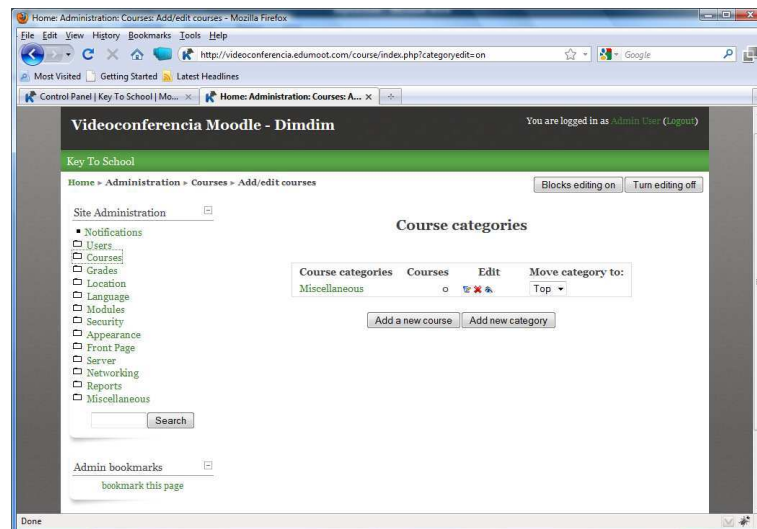 Home: Administration: Courses: Add/edit courses - Mozilla Firefox
File Edit View History Bookmarks Tools Help
http://videoconferencia.edumoot.com/course/index.php?categoryedit=on
Google
Most Visited Getting Started Latest Headlines
Control Panel | Key To School | Mo... Home: Administration: Courses: A...
Videoconferencia Moodle - Dimdim
You are logged in as Admin User (Logout)
Key To School
Home ▸ Administration ▸ Courses ▸ Add/edit courses
Blocks editing on Turn editing off
Site Administration
Notifications
Users
Courses
Grades
Location
Language
Modules
Security
Appearance
Front Page
Server
Networking
Reports
Miscellaneous
Search
Admin bookmarks
bookmark this page
Course categories
Course categories Courses Edit Move category to:
Miscellaneous 0 Top
Add a new course Add new category
Done